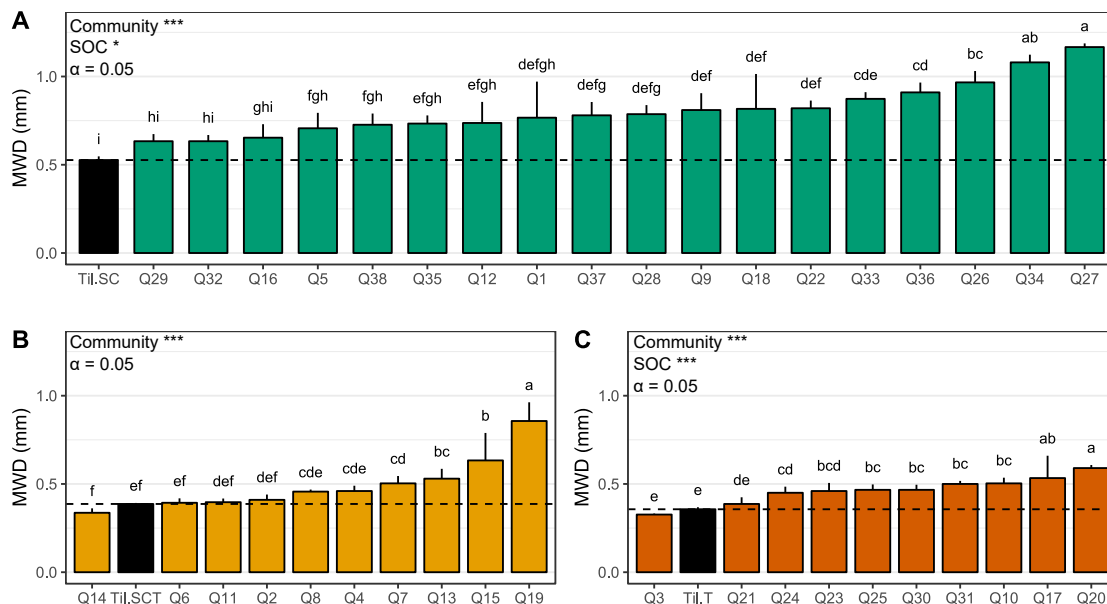 A
Community ***
SOC *
α = 0.05
MWD (mm)
1.0
0.5
0.0
i hi hi ghi fgh fgh efgh efgh defgh defg defg def def def cde cd bc ab a
Til.SC Q29 Q32 Q16 Q5 Q38 Q35 Q12 Q1 Q37 Q28 Q9 Q18 Q22 Q33 Q36 Q26 Q34 Q27
B
Community ***
α = 0.05
MWD (mm)
1.0
0.5
0.0
f ef ef def def cde cde cd bc b a
Q14 Til.SCT Q6 Q11 Q2 Q8 Q4 Q7 Q13 Q15 Q19
C
Community ***
SOC ***
α = 0.05
MWD (mm)
1.0
0.5
0.0
e e de cd bcd bc bc bc bc ab a
Q3 Til.T Q21 Q24 Q23 Q25 Q30 Q31 Q10 Q17 Q20